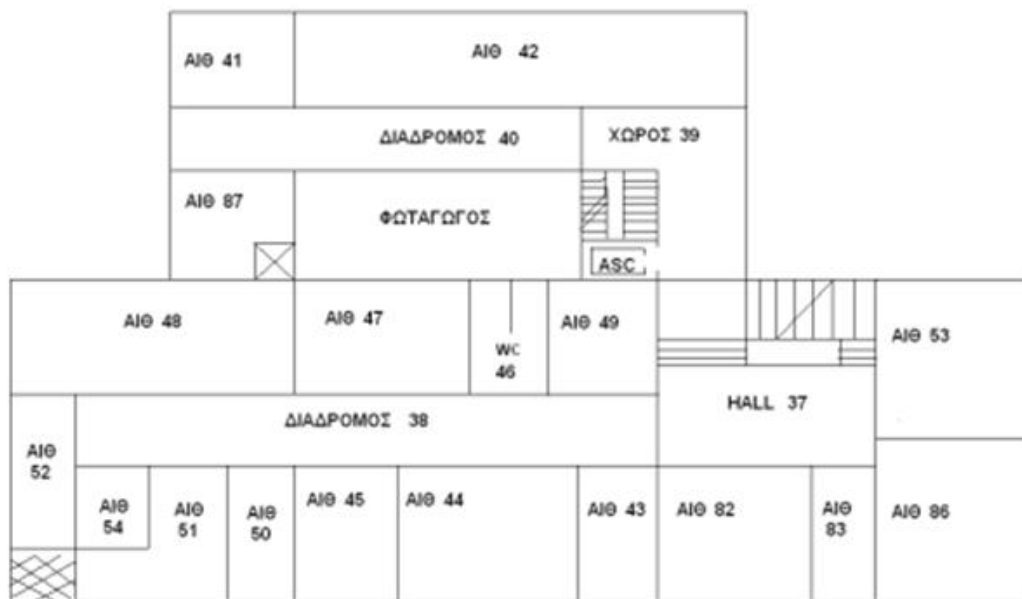 ΑΙΘ 41
ΑΙΘ 42
ΔΙΑΔΡΟΜΟΣ 40
ΧΩΡΟΣ 39
ΑΙΘ 87
ΦΩΤΑΓΩΓΟΣ
ASC
ΑΙΘ 48
ΑΙΘ 47
WC
46
ΑΙΘ 49
ΑΙΘ 53
HALL 37
ΔΙΑΔΡΟΜΟΣ 38
ΑΙΘ
52
ΑΙΘ
54
ΑΙΘ
51
ΑΙΘ
50
ΑΙΘ 45
ΑΙΘ 44
ΑΙΘ 43
ΑΙΘ 82
ΑΙΘ
83
ΑΙΘ 86